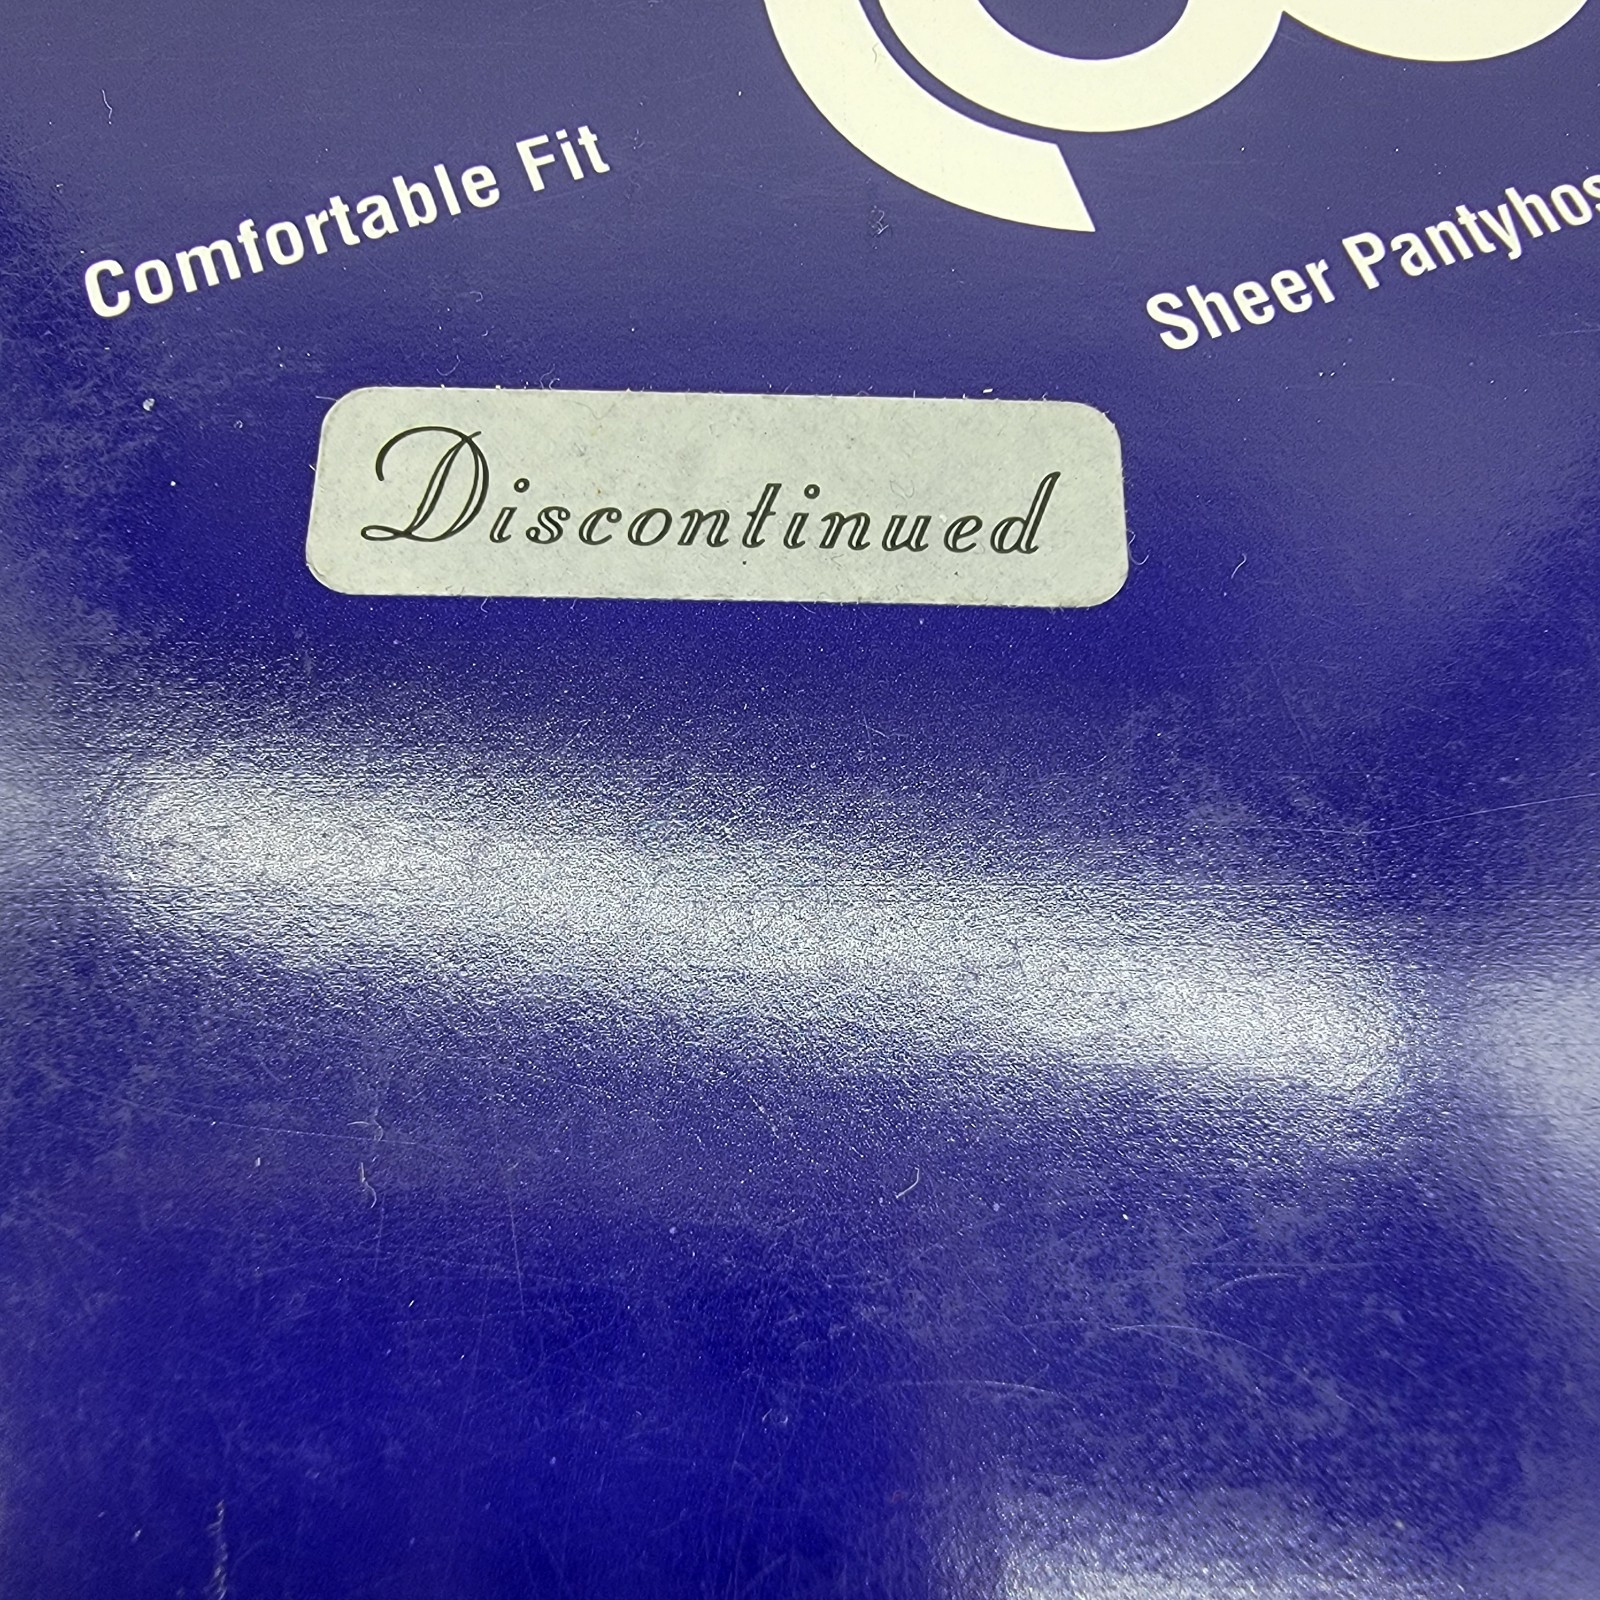 Comfortable Fit
Sheer Pantyhos
Discontinued